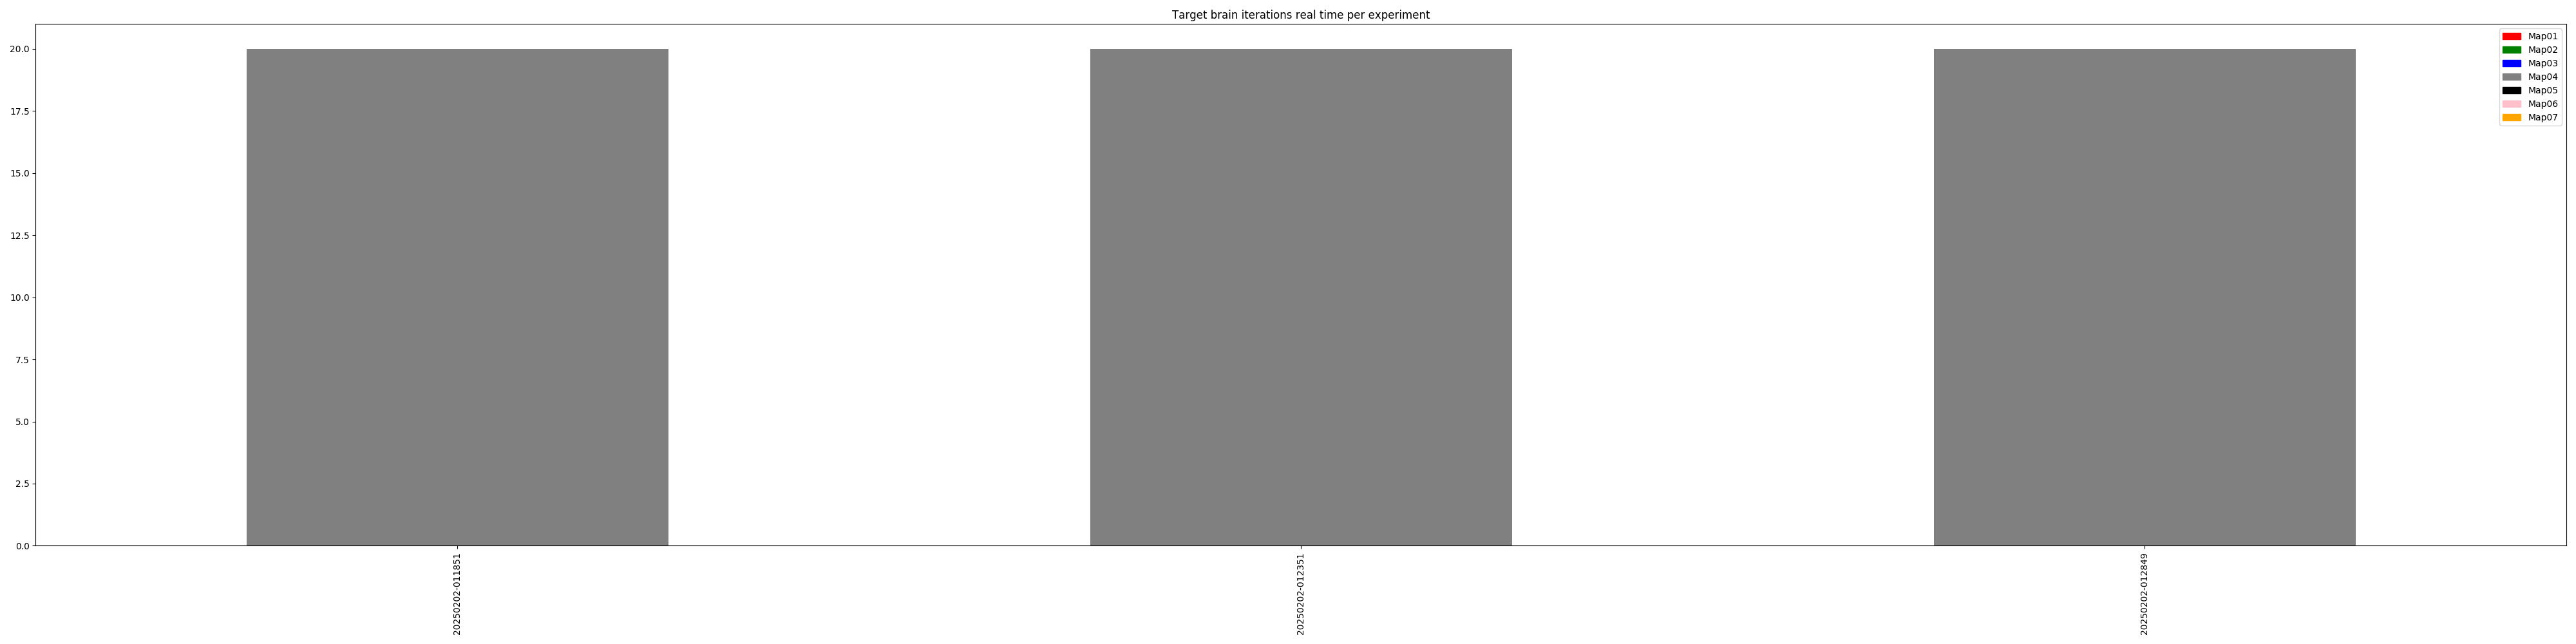 Target brain iterations real time per experiment
Map01
Map02
Map03
Map04
Map05
Map06
Map07
20.0
17.5
15.0
12.5
10.0
7.5
5.0
2.5
0.0
20250202-011851
20250202-012351
20250202-012849